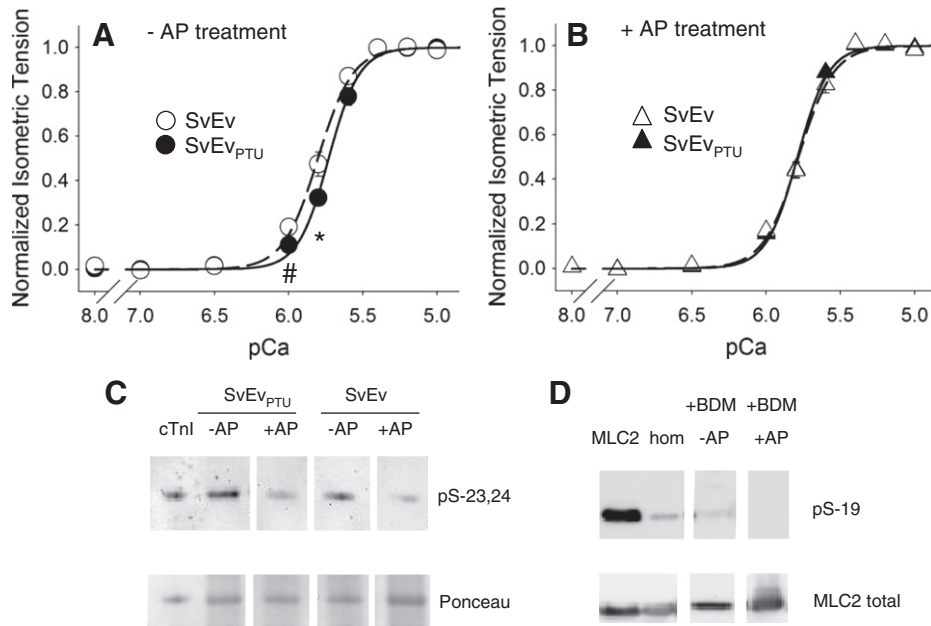 A
- AP treatment
SvEv
SvEvPTU
Normalized Isometric Tension
1.0
0.8
0.6
0.4
0.2
0.0
*
#
8.0 7.0 6.5 6.0 5.5 5.0
pCa
B
+ AP treatment
SvEv
SvEvPTU
Normalized Isometric Tension
1.0
0.8
0.6
0.4
0.2
0.0
8.0 7.0 6.5 6.0 5.5 5.0
pCa
C
SvEvPTU SvEv
cTnI -AP +AP -AP +AP
pS-23,24
Ponceau
D
+BDM +BDM
MLC2 hom -AP +AP
pS-19
MLC2 total